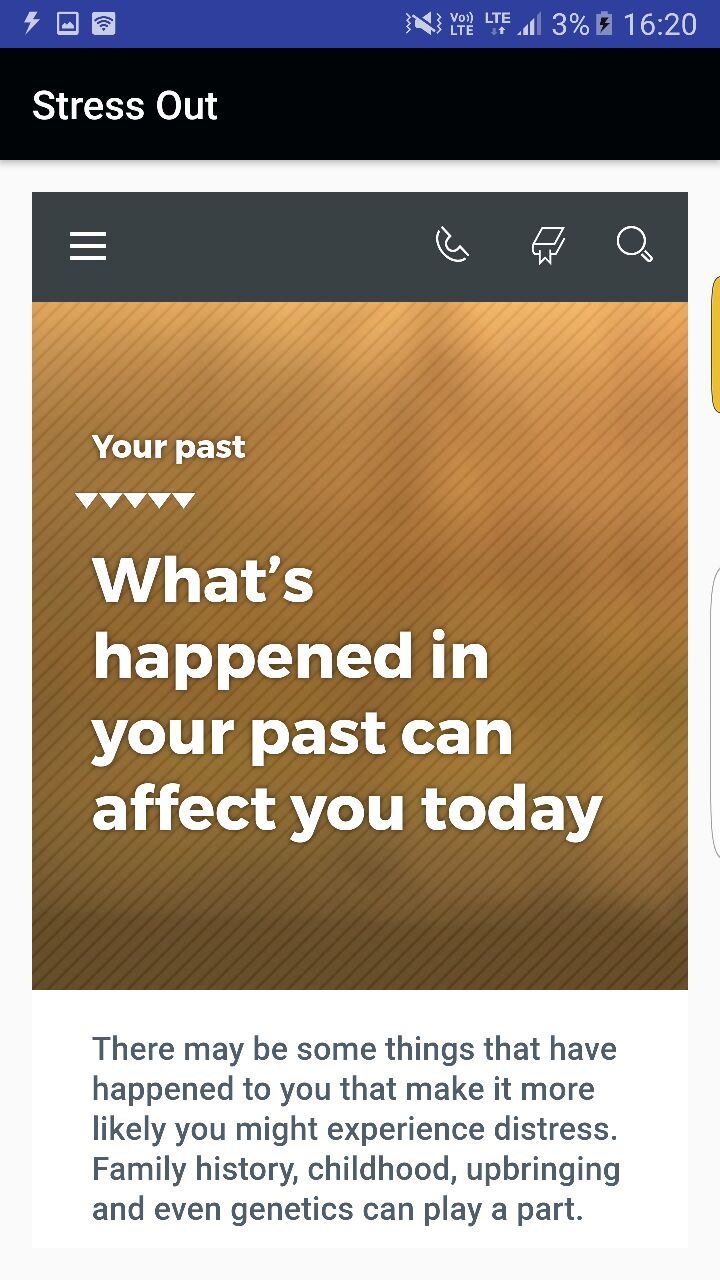 Vo)) LTE LTE 3% 16:20
Stress Out
Your past
What's
happened in
your past can
affect you today
There may be some things that have
happened to you that make it more
likely you might experience distress.
Family history, childhood, upbringing
and even genetics can play a part.